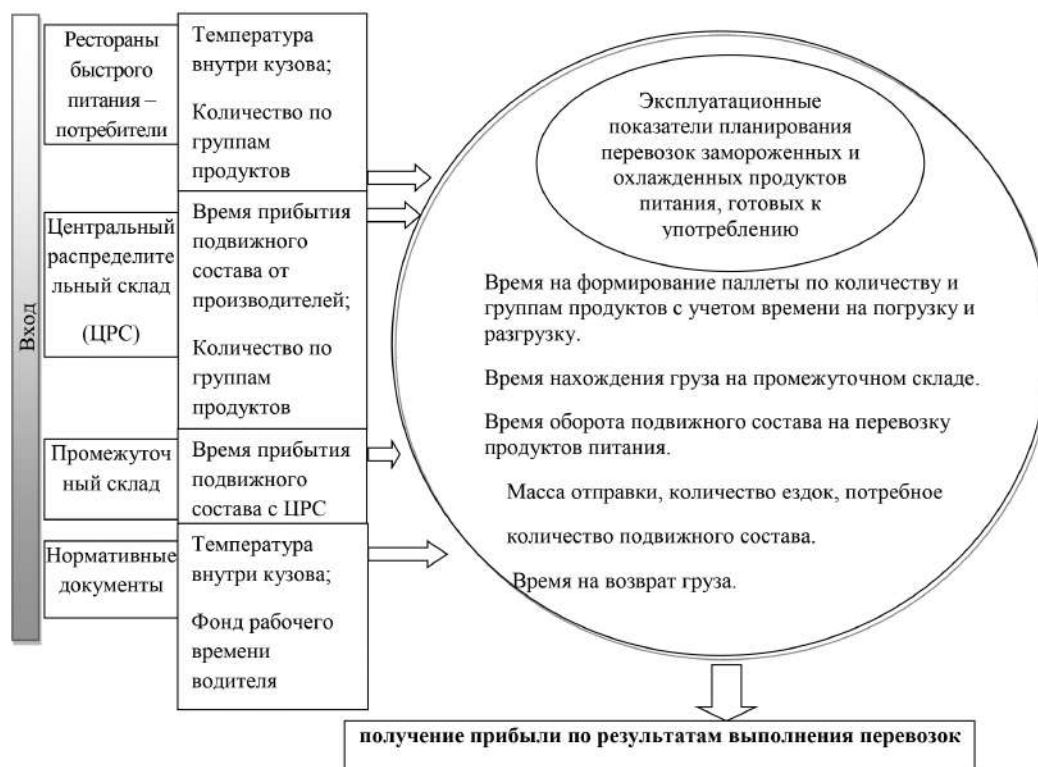 Вход
Рестораны
быстрого
питания –
потребители
Температура
внутри кузова;
Количество по
группам
продуктов
Центральный
распределите
льный склад
(ЦРС)
Время прибытия
подвижного
состава от
производителей;
Количество по
группам
продуктов
Промежуточ
ный склад
Время прибытия
подвижного
состава с ЦРС
Нормативные
документы
Температура
внутри кузова;
Фонд рабочего
времени
водителя
Эксплуатационные
показатели планирования
перевозок замороженных и
охлажденных продуктов
питания, готовых к
употреблению
Время на формирование паллеты по количеству и
группам продуктов с учетом времени на погрузку и
разгрузку.
Время нахождения груза на промежуточном складе.
Время оборота подвижного состава на перевозку
продуктов питания.
Масса отправки, количество ездок, потребное
количество подвижного состава.
Время на возврат груза.
получение прибыли по результатам выполнения перевозок